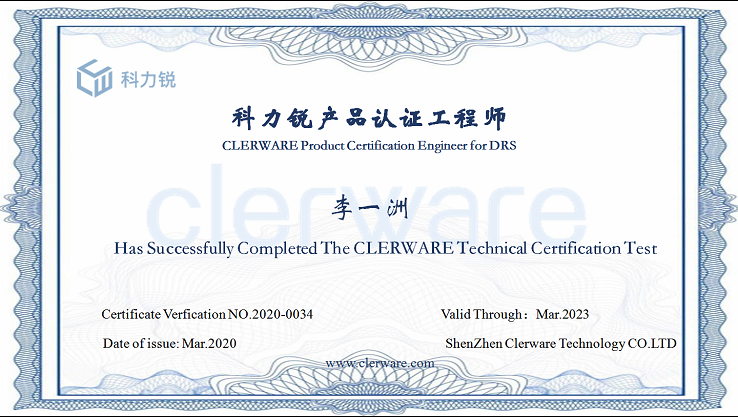 科力锐
科力锐产品认证工程师
CLERWARE Product Certification Engineer for DRS
clerware
李一洲
Has Successfully Completed The CLERWARE Technical Certification Test
Certificate Verfication NO.2020-0034
Valid Through：Mar.2023
Date of issue: Mar.2020
ShenZhen Clerware Technology CO.LTD
www.clerware.com